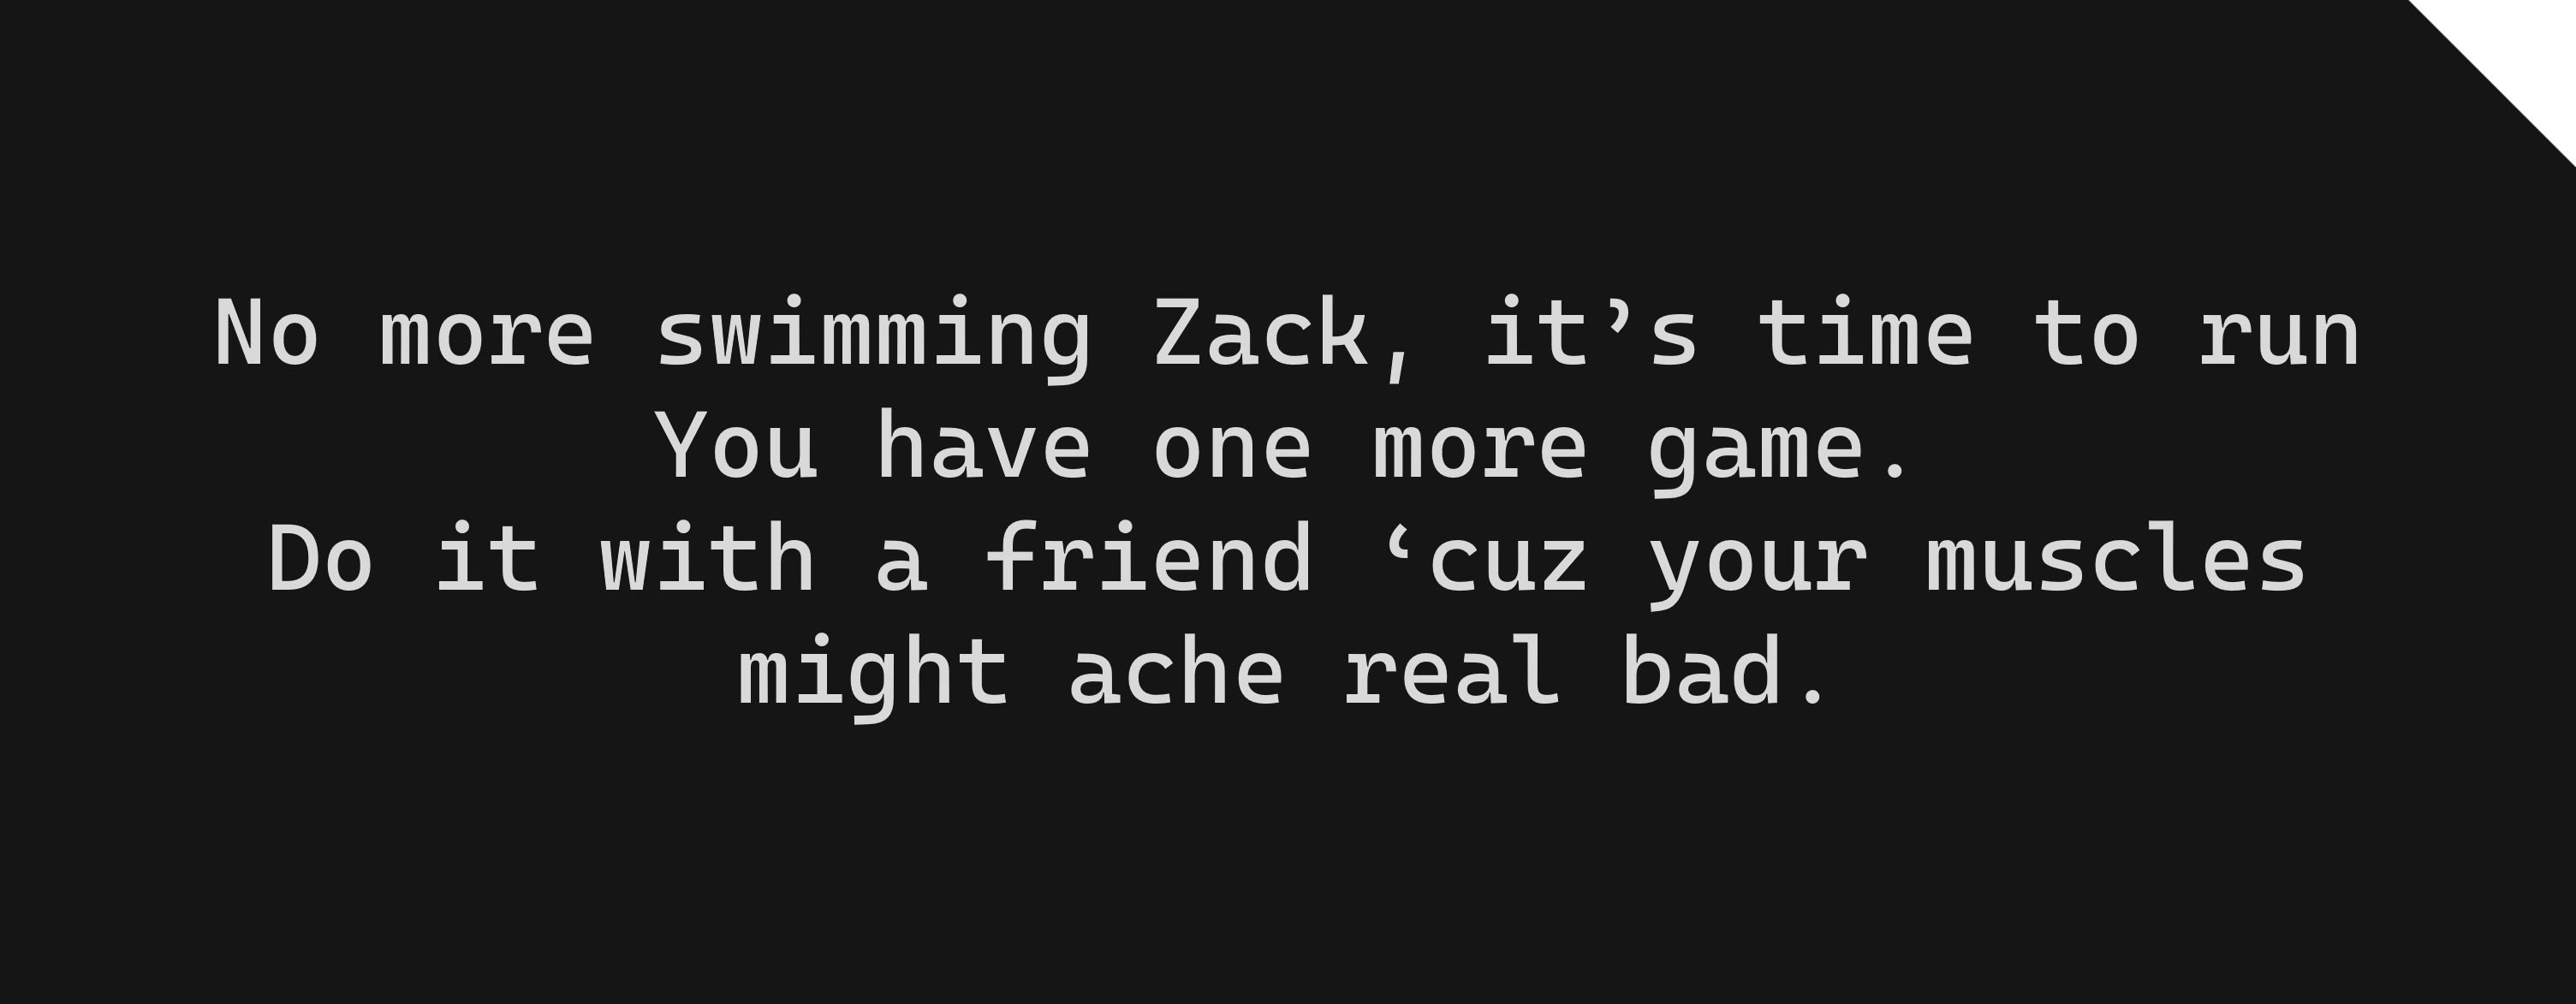 No more swimming Zack, it’s time to run
You have one more game.
Do it with a friend ‘cuz your muscles
might ache real bad.